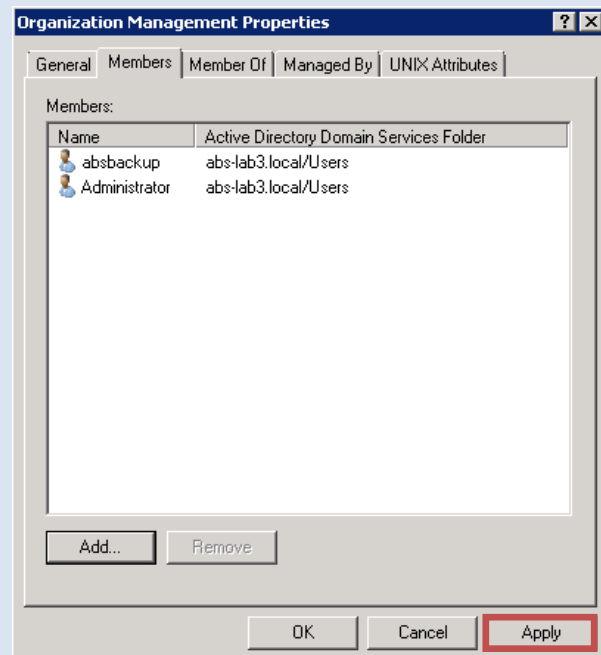 Organization Management Properties
General Members Member Of Managed By UNIX Attributes
Members:
Name Active Directory Domain Services Folder
absbackup abs-lab3.local/Users
Administrator abs-lab3.local/Users
Add... Remove
OK Cancel Apply